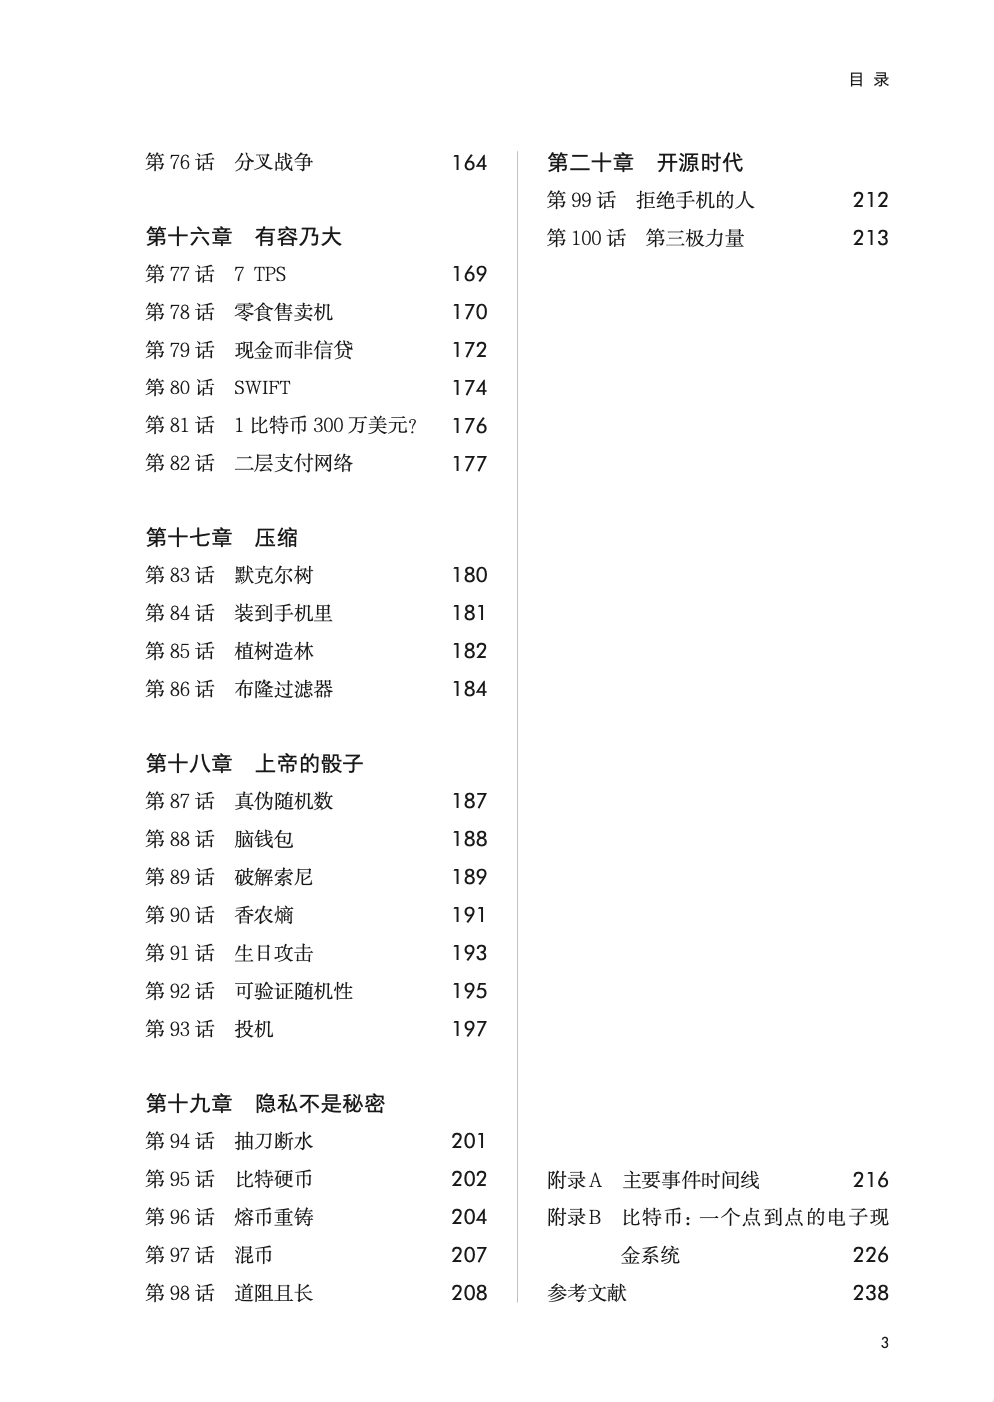 目 录
第 76 话 分叉战争 164
第十六章 有容乃大
第 77 话 7 TPS 169
第 78 话 零食售卖机 170
第 79 话 现金而非信贷 172
第 80 话 SWIFT 174
第 81 话 1 比特币 300 万美元? 176
第 82 话 二层支付网络 177
第十七章 压缩
第 83 话 默克尔树 180
第 84 话 装到手机里 181
第 85 话 植树造林 182
第 86 话 布隆过滤器 184
第十八章 上帝的骰子
第 87 话 真伪随机数 187
第 88 话 脑钱包 188
第 89 话 破解索尼 189
第 90 话 香农熵 191
第 91 话 生日攻击 193
第 92 话 可验证随机性 195
第 93 话 投机 197
第十九章 隐私不是秘密
第 94 话 抽刀断水 201
第 95 话 比特硬币 202
第 96 话 熔币重铸 204
第 97 话 混币 207
第 98 话 道阻且长 208
第二十章 开源时代
第 99 话 拒绝手机的人 212
第 100 话 第三极力量 213
附录 A 主要事件时间线 216
附录 B 比特币：一个点到点的电子现
金系统 226
参考文献 238
3